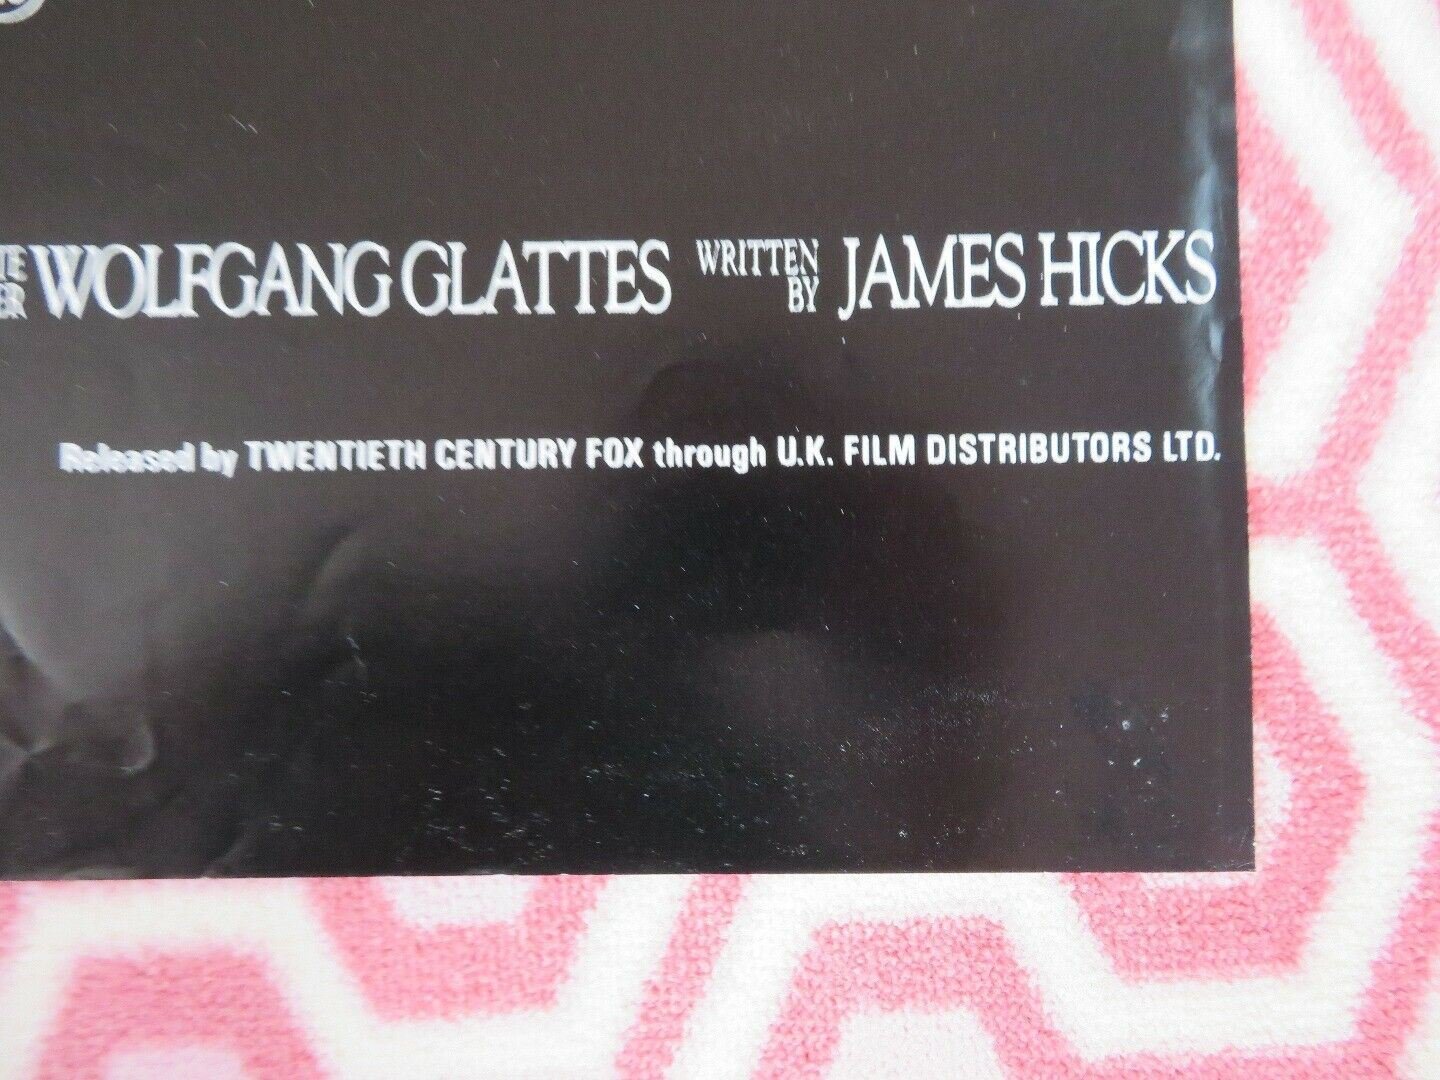 WOLFGANG GLATTES WRITTEN BY JAMES HICKS
Released by TWENTIETH CENTURY FOX through U.K. FILM DISTRIBUTORS LTD.